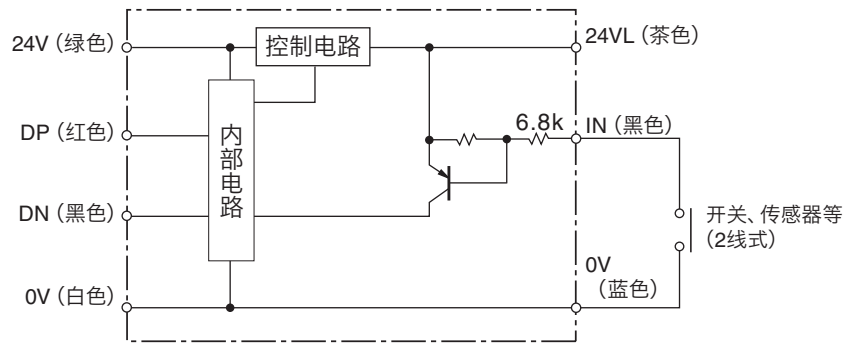 24V（绿色）
控制电路
24VL（茶色）
DP（红色）
内部电路
6.8k
IN（黑色）
DN（黑色）
开关、传感器等
（2线式）
0V（白色）
0V
（蓝色）